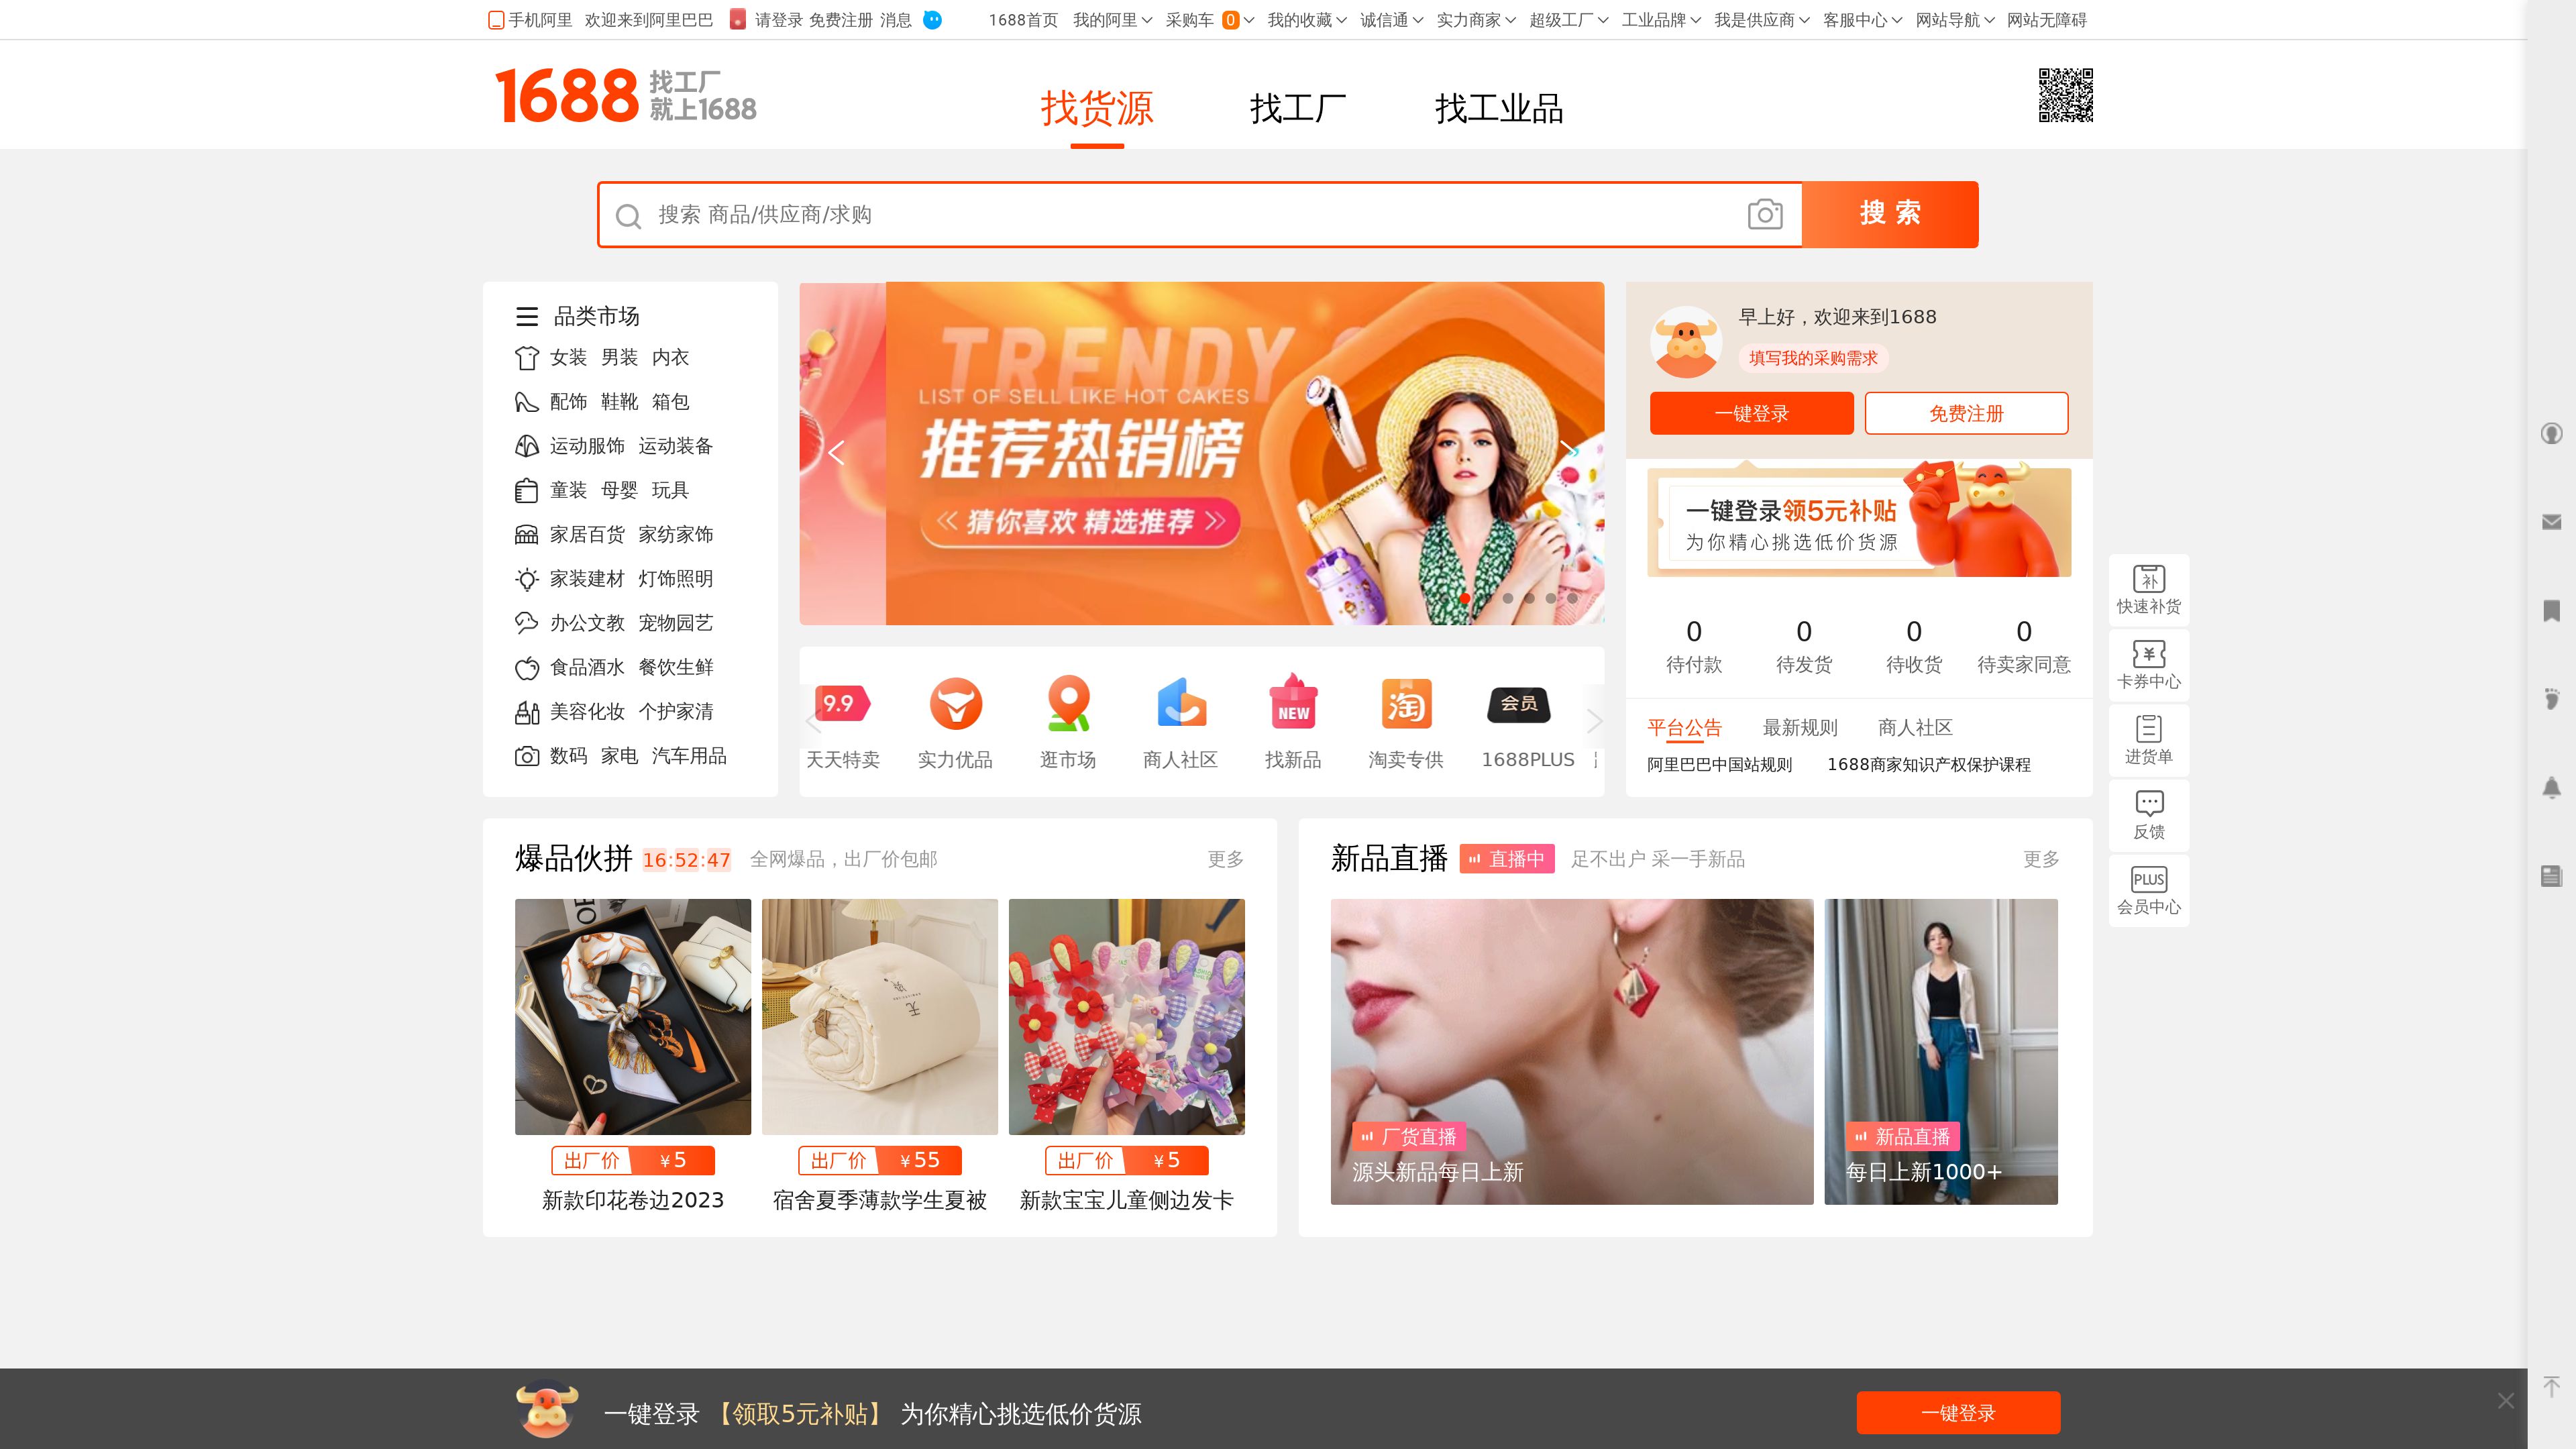 手机阿里 欢迎来到阿里巴巴 请登录 免费注册 消息 1688首页 我的阿里 采购车 0 我的收藏 诚信通 实力商家 超级工厂 工业品牌 我是供应商 客服中心 网站导航 网站无障碍
1688 找工厂
就上1688
找货源 找工厂 找工业品
搜索 商品/供应商/求购
搜 索
品类市场
女装 男装 内衣
配饰 鞋靴 箱包
运动服饰 运动装备
童装 母婴 玩具
家居百货 家纺家饰
家装建材 灯饰照明
办公文教 宠物园艺
食品酒水 餐饮生鲜
美容化妆 个护家清
数码 家电 汽车用品
TRENDY
LIST OF SELL LIKE HOT CAKES
推荐热销榜
猜你喜欢 精选推荐
9.9
NEW
淘
会员
天天特卖 实力优品 逛市场 商人社区 找新品 淘卖专供 1688PLUS
早上好，欢迎来到1688
填写我的采购需求
一键登录 免费注册
一键登录领5元补贴
为你精心挑选低价货源
0 0 0 0
待付款 待发货 待收货 待卖家同意
平台公告 最新规则 商人社区
阿里巴巴中国站规则 1688商家知识产权保护课程
补
快速补货
¥
卡券中心
进货单
反馈
PLUS
会员中心
爆品伙拼 16:52:47 全网爆品，出厂价包邮 更多
出厂价 ¥5
新款印花卷边2023
出厂价 ¥55
宿舍夏季薄款学生夏被
出厂价 ¥5
新款宝宝儿童侧边发卡
新品直播 直播中 足不出户 采一手新品 更多
厂货直播
源头新品每日上新
新品直播
每日上新1000+
一键登录 【领取5元补贴】 为你精心挑选低价货源
一键登录